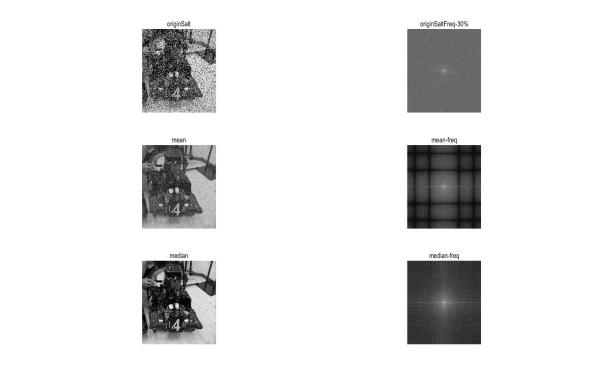 originSalt
originSaltFreq-30%
4
mean
mean-freq
4
median
median-freq
4